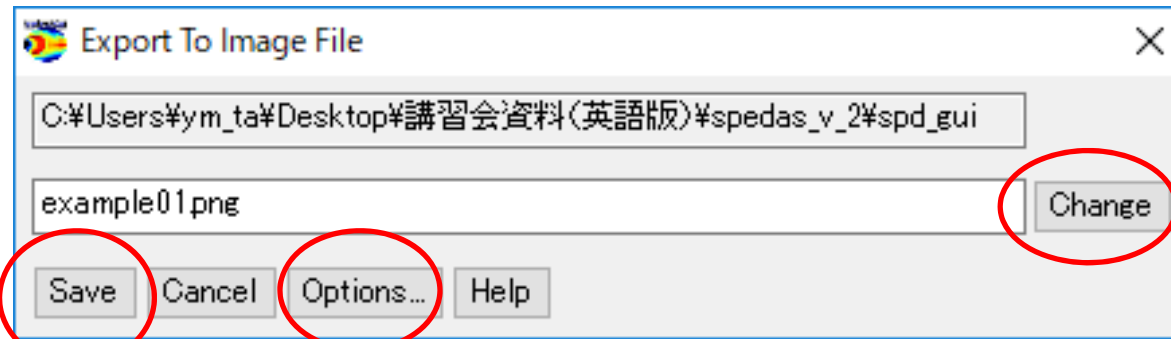 Export To Image File
C:¥Users¥ym_ta¥Desktop¥講習会資料(英語版)¥spedas_v_2¥spd_gui
example01.png
Change
Save Cancel Options... Help